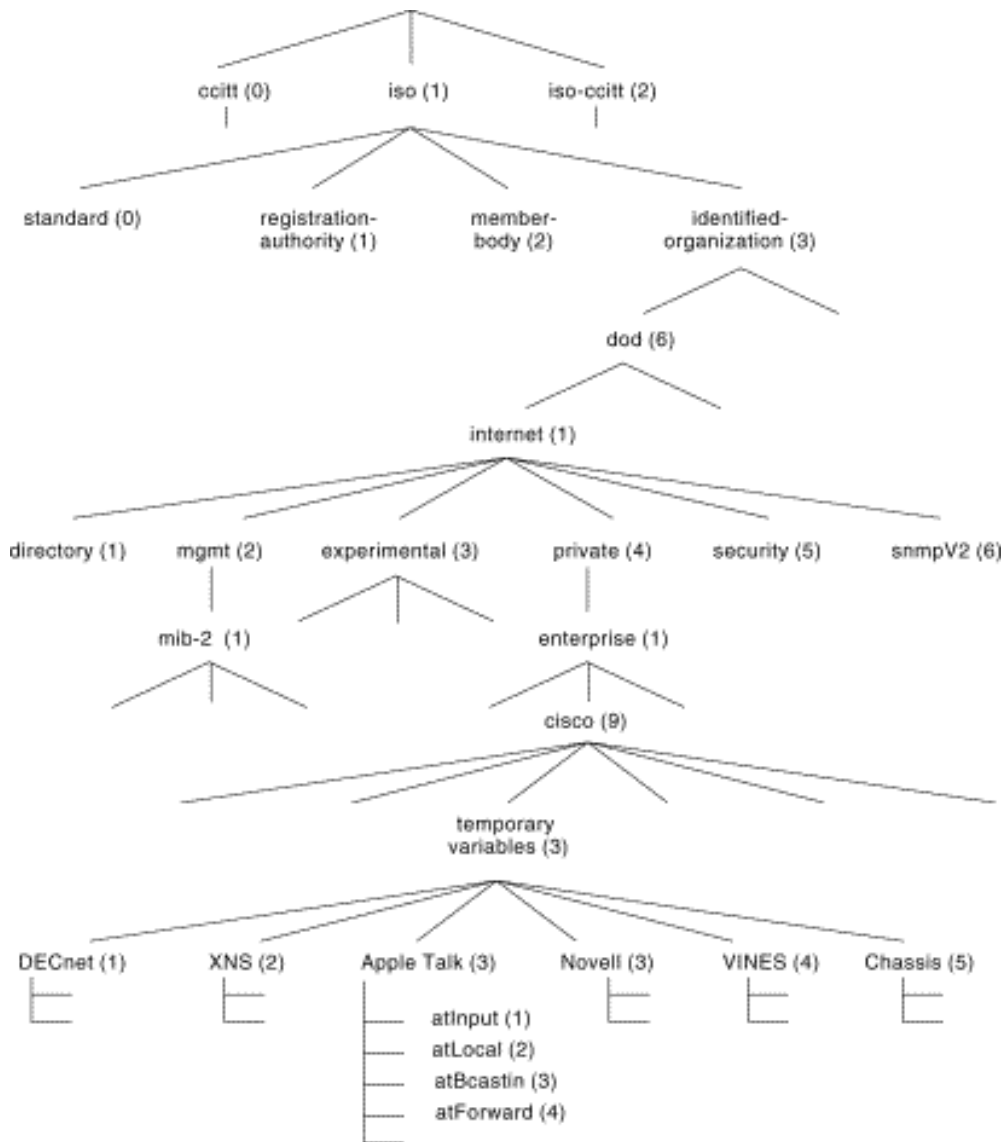 ccitt (0) iso (1) iso-ccitt (2)
standard (0) registration- member- identified-
authority (1) body (2) organization (3)
dod (6)
internet (1)
directory (1) mgmt (2) experimental (3) private (4) security (5) snmpV2 (6)
mib-2 (1) enterprise (1)
cisco (9)
temporary
variables (3)
DECnet (1) XNS (2) Apple Talk (3) Novell (3) VINES (4) Chassis (5)
atInput (1)
atLocal (2)
atBcastin (3)
atForward (4)